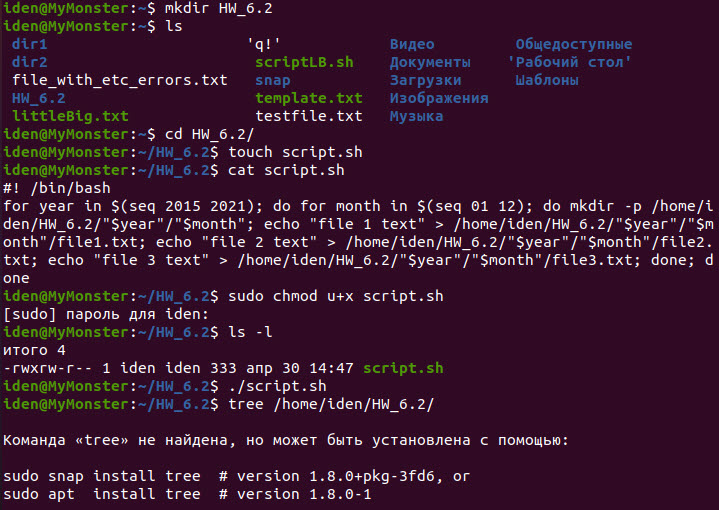 iden@MyMonster:~$ mkdir HW_6.2
iden@MyMonster:~$ ls
dir1 'q!' Видео Общедоступные
dir2 scriptLB.sh Документы 'Рабочий стол'
file_with_etc_errors.txt snap Загрузки Шаблоны
HW_6.2 template.txt Изображения
littleBig.txt testfile.txt Музыка
iden@MyMonster:~$ cd HW_6.2/
iden@MyMonster:~/HW_6.2$ touch script.sh
iden@MyMonster:~/HW_6.2$ cat script.sh
#! /bin/bash
for year in $(seq 2015 2021); do for month in $(seq 01 12); do mkdir -p /home/i
den/HW_6.2/"$year"/"$month"; echo "file 1 text" > /home/iden/HW_6.2/"$year"/"$m
onth"/file1.txt; echo "file 2 text" > /home/iden/HW_6.2/"$year"/"$month"/file2.
txt; echo "file 3 text" > /home/iden/HW_6.2/"$year"/"$month"/file3.txt; done; d
one
iden@MyMonster:~/HW_6.2$ sudo chmod u+x script.sh
[sudo] пароль для iden:
iden@MyMonster:~/HW_6.2$ ls -l
итого 4
-rwxrw-r-- 1 iden iden 333 апр 30 14:47 script.sh
iden@MyMonster:~/HW_6.2$ ./script.sh
iden@MyMonster:~/HW_6.2$ tree /home/iden/HW_6.2/
Команда «tree» не найдена, но может быть установлена с помощью:
sudo snap install tree # version 1.8.0+pkg-3fd6, or
sudo apt install tree # version 1.8.0-1